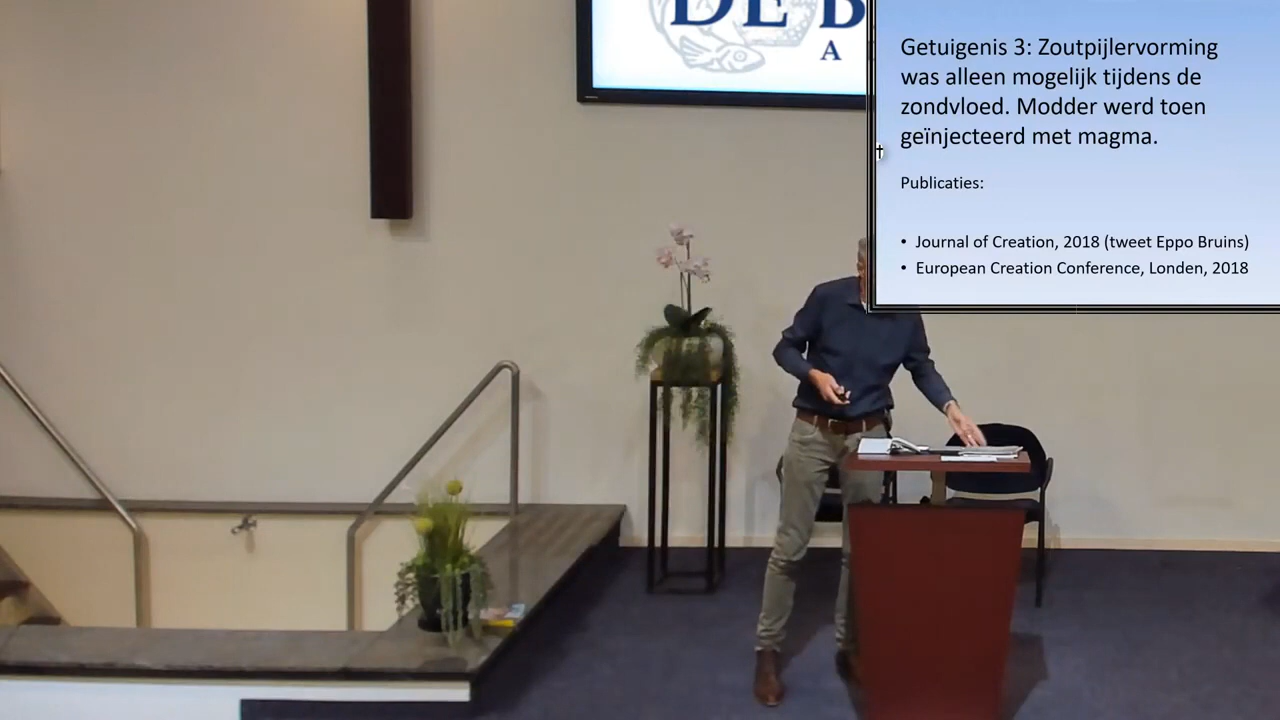 DE B
A
Getuigenis 3: Zoutpijlervorming
was alleen mogelijk tijdens de
zondvloed. Modder werd toen
geïnjecteerd met magma.
Publicaties:
• Journal of Creation, 2018 (tweet Eppo Bruins)
• European Creation Conference, Londen, 2018